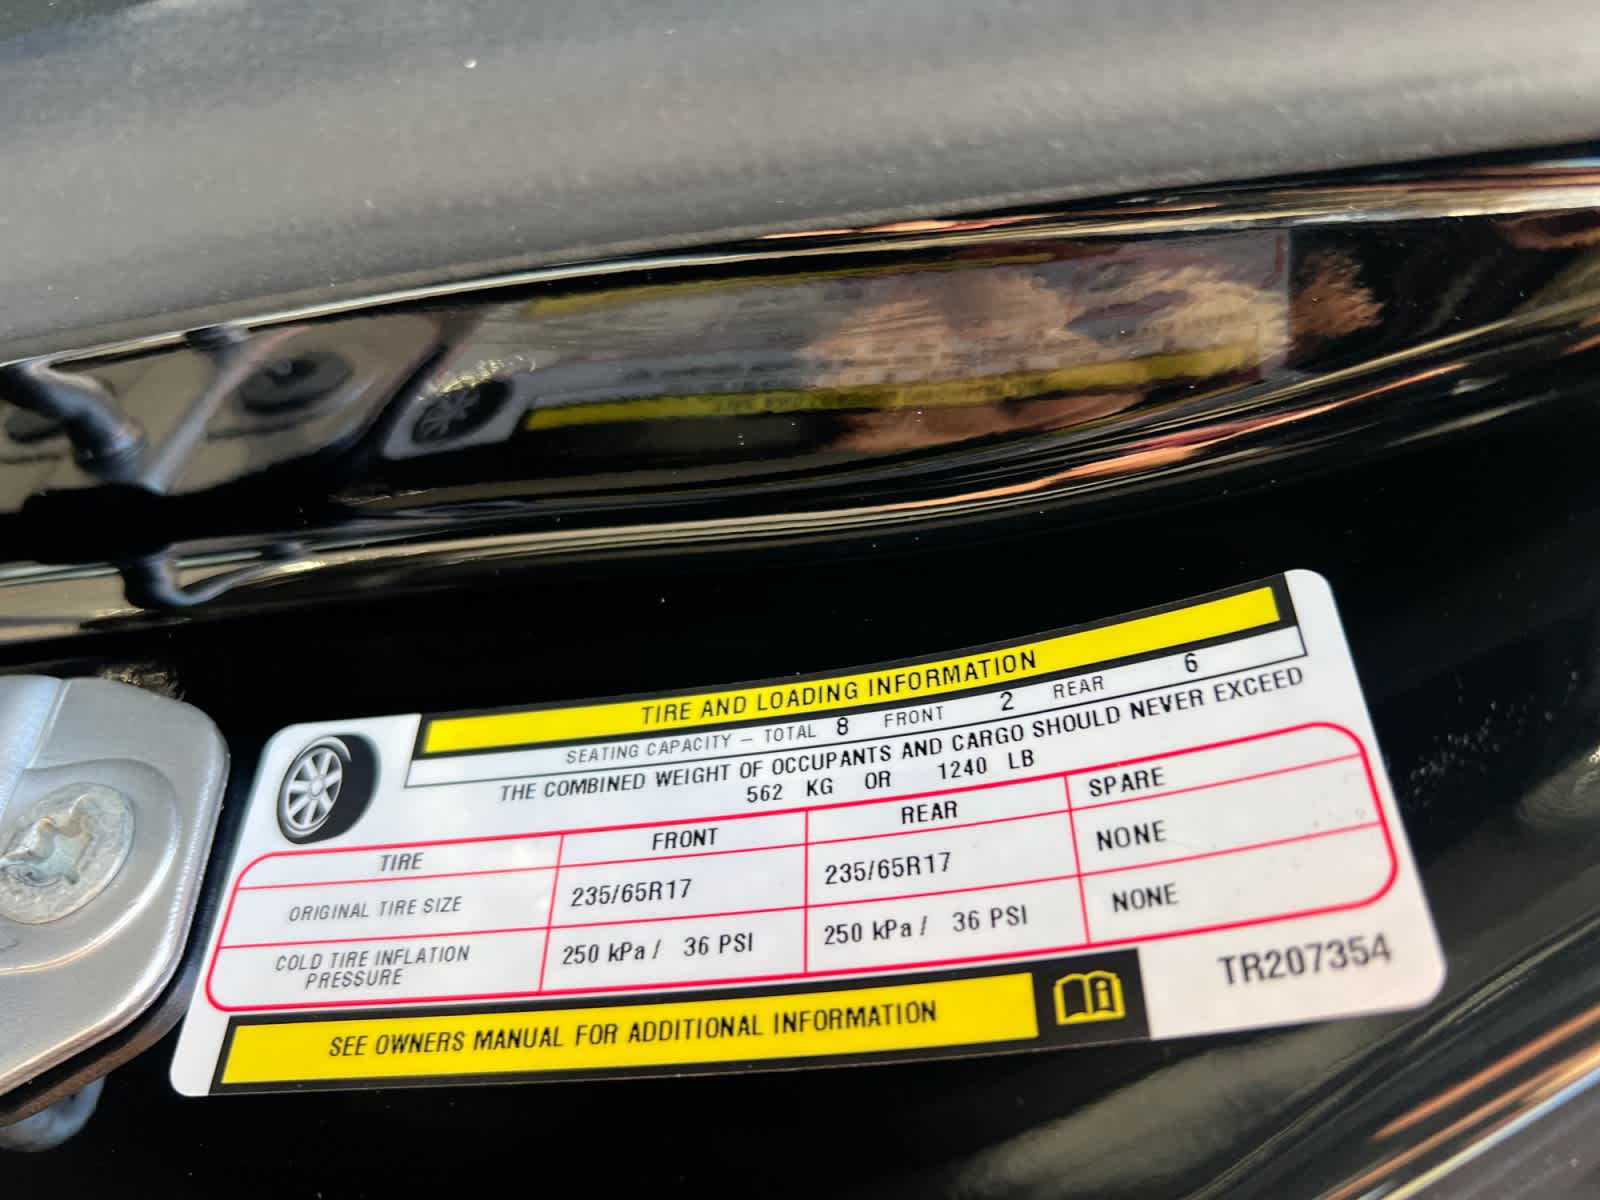 TIRE AND LOADING INFORMATION
SEATING CAPACITY – TOTAL 8 FRONT 2 REAR 6
THE COMBINED WEIGHT OF OCCUPANTS AND CARGO SHOULD NEVER EXCEED
562 KG OR 1240 LB
TIRE FRONT REAR SPARE
ORIGINAL TIRE SIZE 235/65R17 235/65R17 NONE
COLD TIRE INFLATION PRESSURE 250 kPa / 36 PSI 250 kPa / 36 PSI NONE
SEE OWNERS MANUAL FOR ADDITIONAL INFORMATION
TR207354